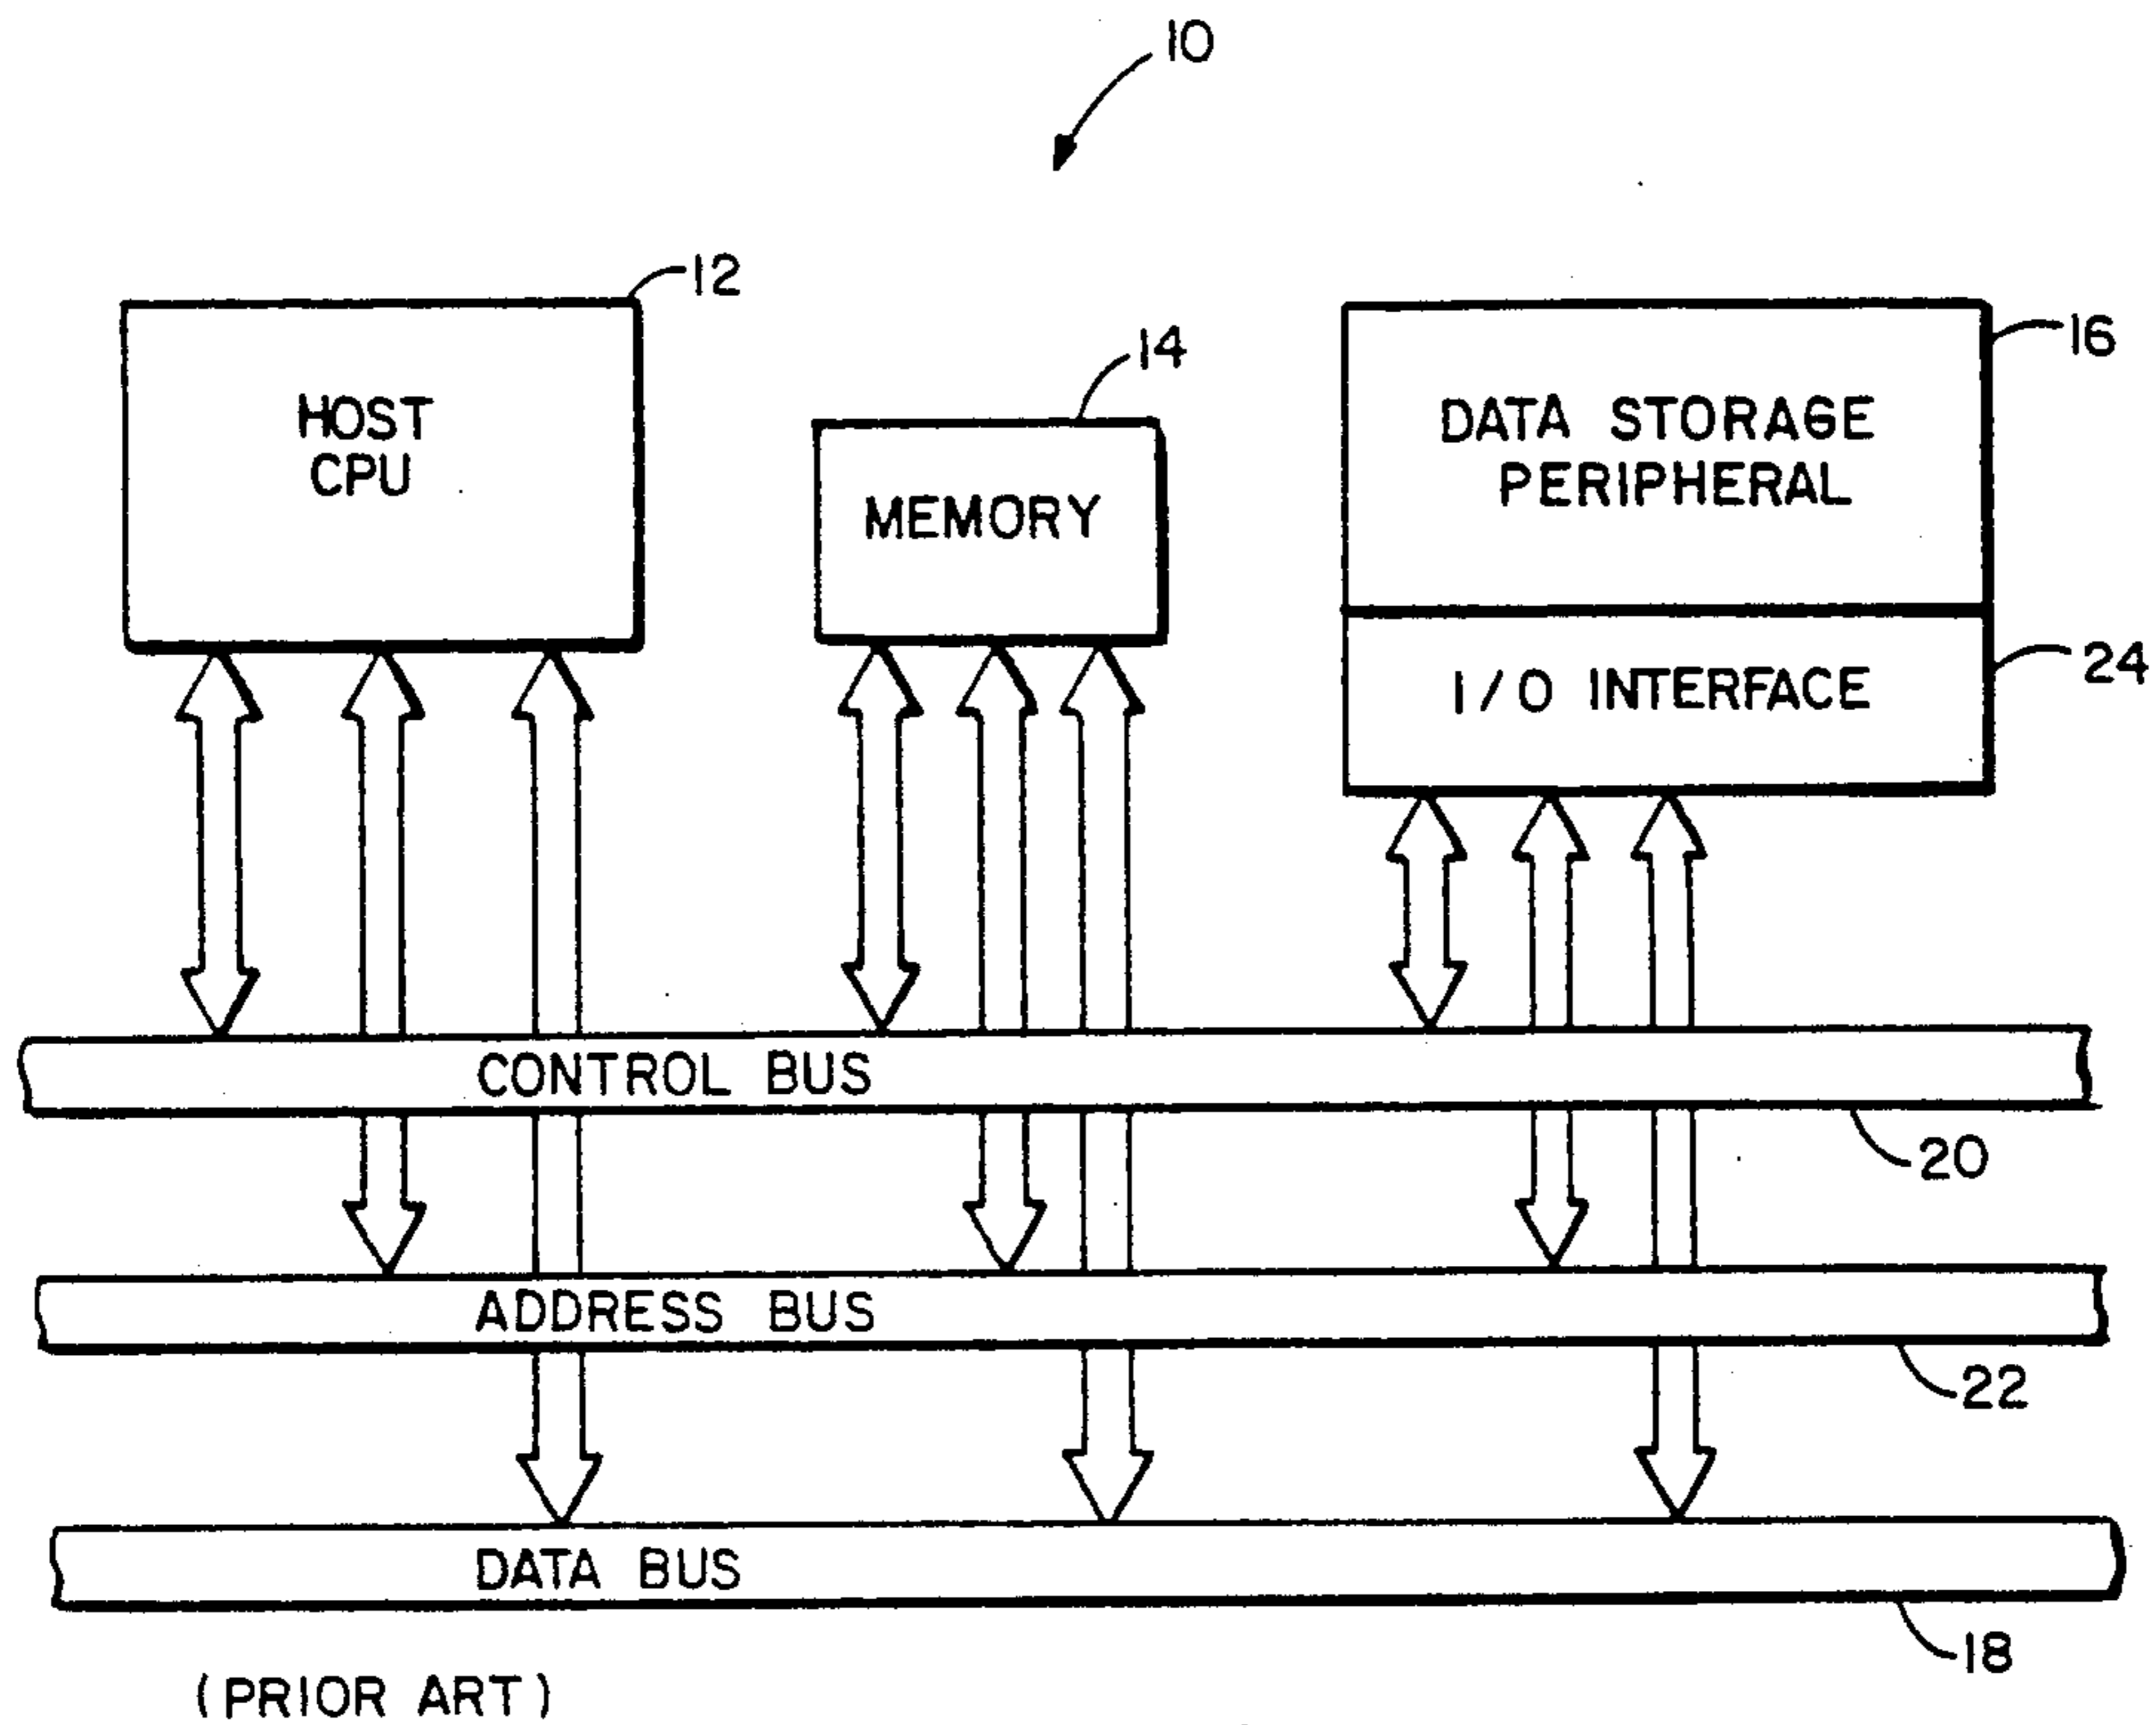 10
12
HOST
CPU
14
MEMORY
16
DATA STORAGE
PERIPHERAL
24
I/O INTERFACE
CONTROL BUS
20
ADDRESS BUS
22
DATA BUS
18
(PRIOR ART)